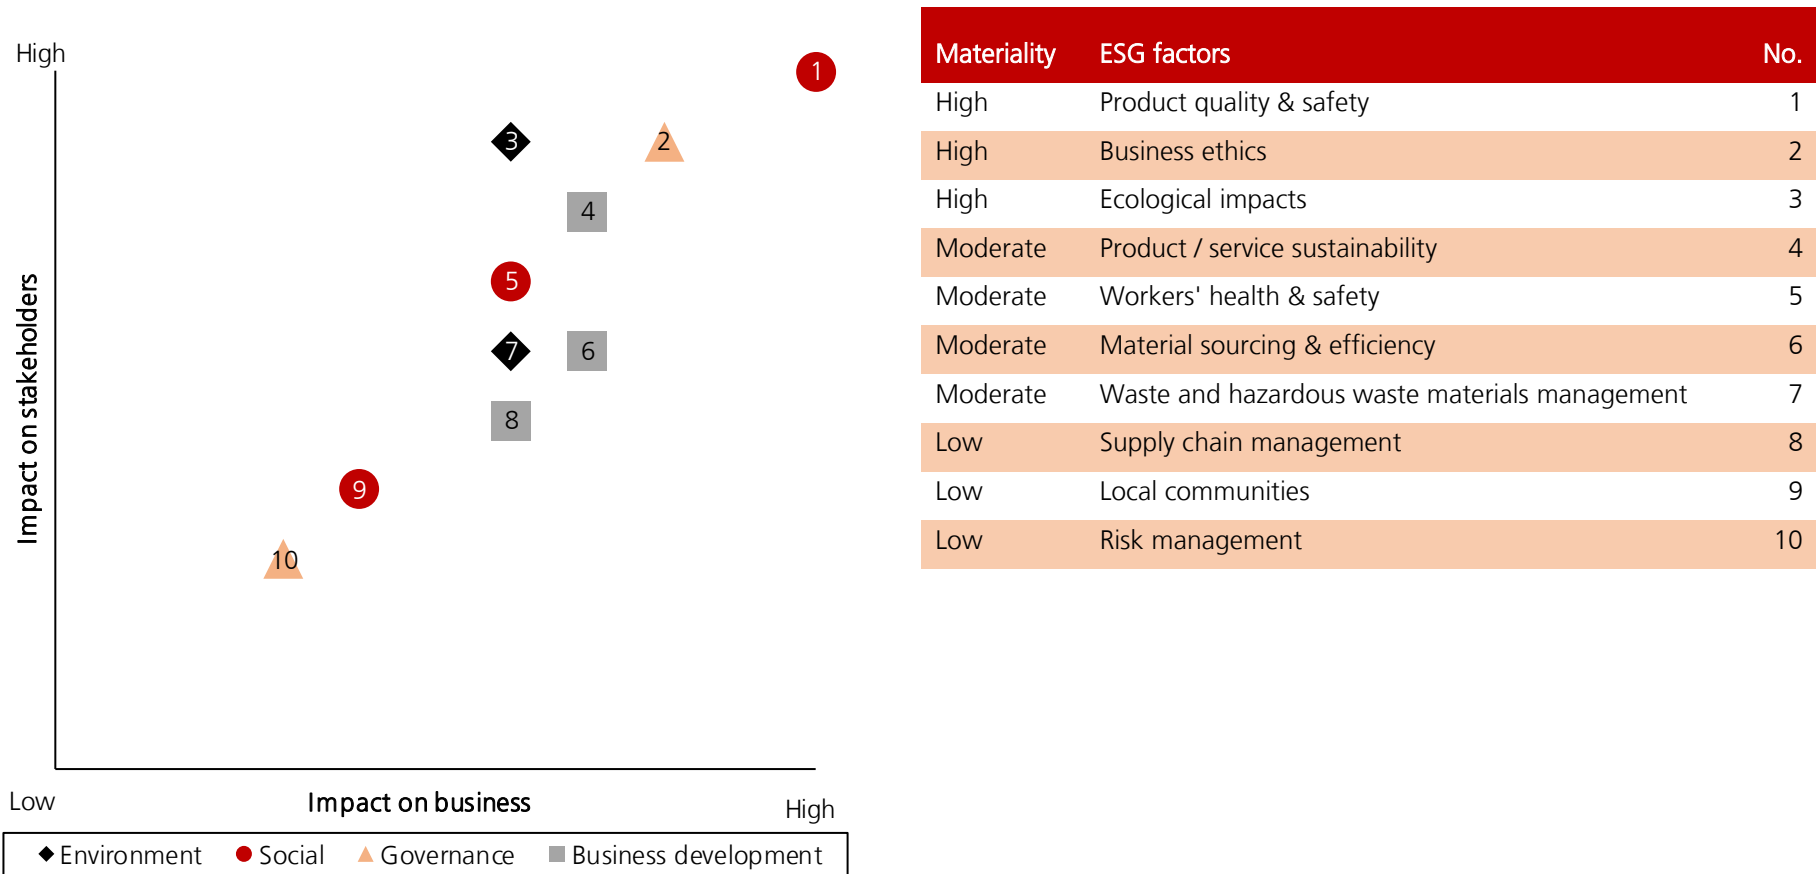 High
1
3
2
4
5
7
6
8
9
10
Impact on stakeholders
Low
Impact on business
High
Environment Social Governance Business development
Materiality ESG factors No.
High Product quality & safety 1
High Business ethics 2
High Ecological impacts 3
Moderate Product / service sustainability 4
Moderate Workers' health & safety 5
Moderate Material sourcing & efficiency 6
Moderate Waste and hazardous waste materials management 7
Low Supply chain management 8
Low Local communities 9
Low Risk management 10